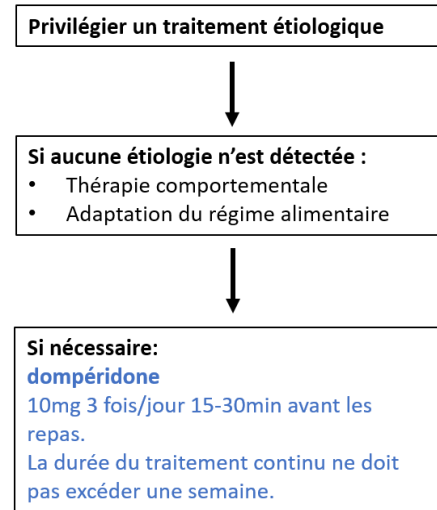 Privilégier un traitement étiologique
Si aucune étiologie n’est détectée :
• Thérapie comportementale
• Adaptation du régime alimentaire
Si nécessaire:
dompéridone
10mg 3 fois/jour 15-30min avant les
repas.
La durée du traitement continu ne doit
pas excéder une semaine.